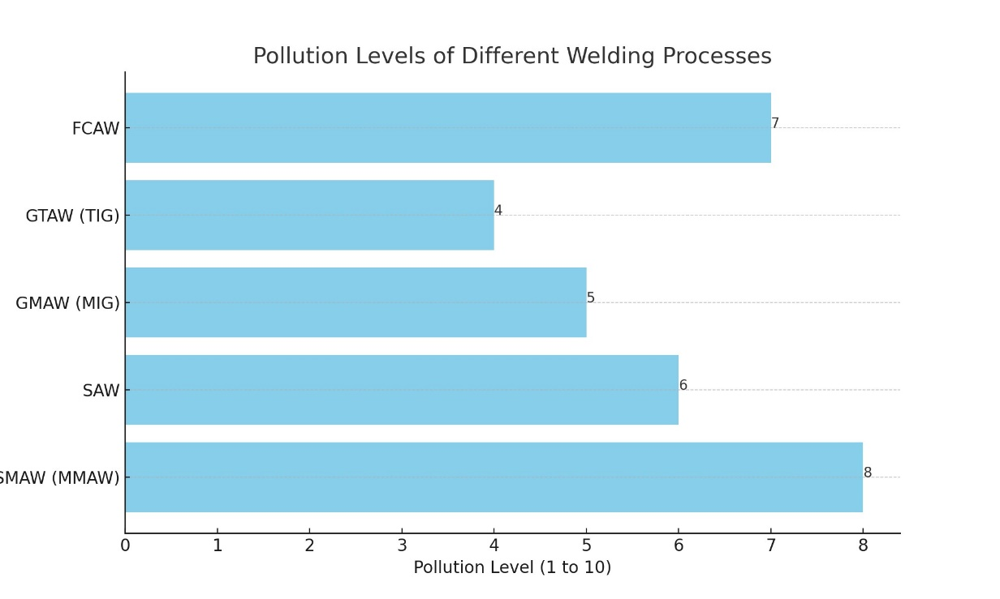 Pollution Levels of Different Welding Processes
FCAW
7
GTAW (TIG)
4
GMAW (MIG)
5
SAW
6
SMAW (MMAW)
8
0 1 2 3 4 5 6 7 8
Pollution Level (1 to 10)